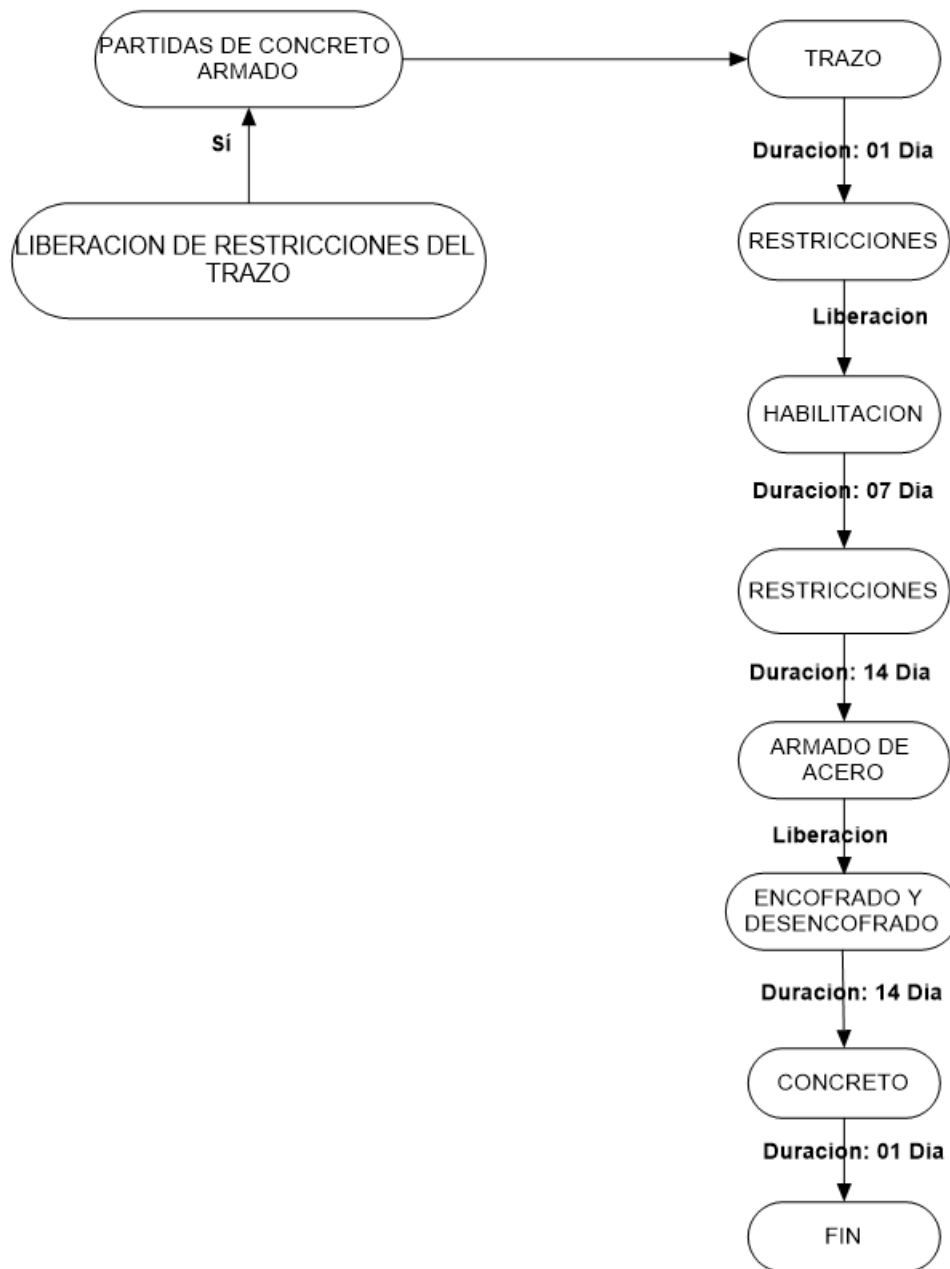 PARTIDAS DE CONCRETO
ARMADO
TRAZO
Sí
Duracion: 01 Dia
LIBERACION DE RESTRICCIONES DEL
TRAZO
RESTRICCIONES
Liberacion
HABILITACION
Duracion: 07 Dia
RESTRICCIONES
Duracion: 14 Dia
ARMADO DE
ACERO
Liberacion
ENCOFRADO Y
DESENCOFRADO
Duracion: 14 Dia
CONCRETO
Duracion: 01 Dia
FIN